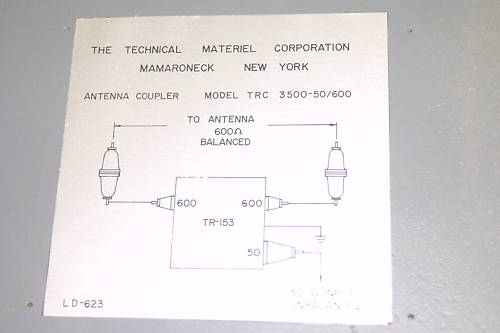 THE TECHNICAL MATERIEL CORPORATION
MAMARONECK NEW YORK
ANTENNA COUPLER MODEL TRC 3500-50/600
TO ANTENNA
600Ω
BALANCED
600 600
TR-153
50
LD-623